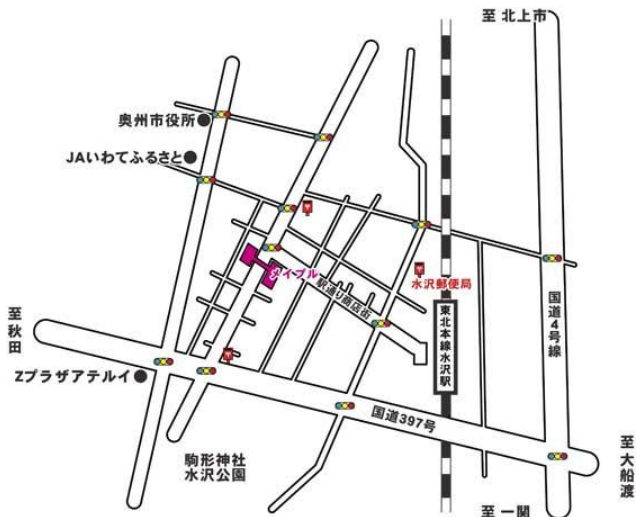 至 北上市
奥州市役所
JAいわてふるさと
メイプル
駅通り商店街
水沢郵便局
東北本線水沢駅
国道4号線
至秋田
Zプラザアテルイ
国道397号
駒形神社
水沢公園
至大船渡
至 一関